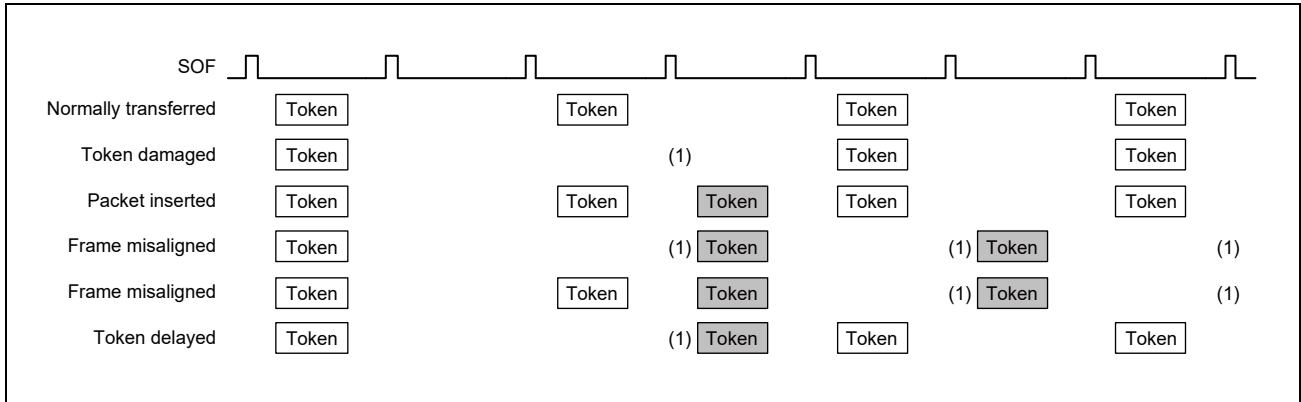 SOF
Normally transferred Token Token Token Token
Token damaged Token (1) Token Token
Packet inserted Token Token Token Token Token
Frame misaligned Token (1) Token (1) Token (1)
Frame misaligned Token Token Token (1) Token (1)
Token delayed Token (1) Token Token Token